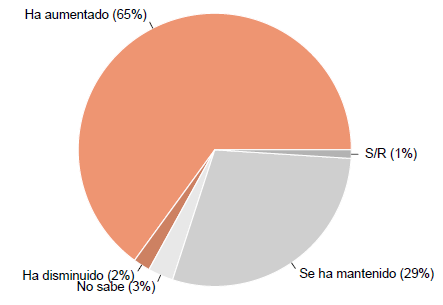 Ha aumentado (65%)
S/R (1%)
Se ha mantenido (29%)
Ha disminuido (2%)
No sabe (3%)